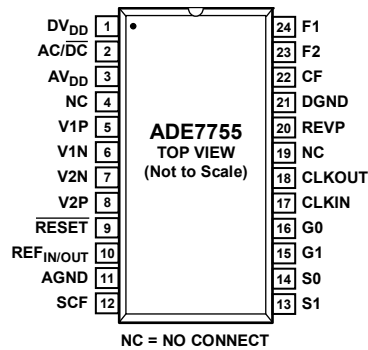 DVDD 1
AC/DC 2
AVDD 3
NC 4
V1P 5
V1N 6
V2N 7
V2P 8
RESET 9
REFIN/OUT 10
AGND 11
SCF 12
ADE7755
TOP VIEW
(Not to Scale)
24 F1
23 F2
22 CF
21 DGND
20 REVP
19 NC
18 CLKOUT
17 CLKIN
16 G0
15 G1
14 S0
13 S1
NC = NO CONNECT